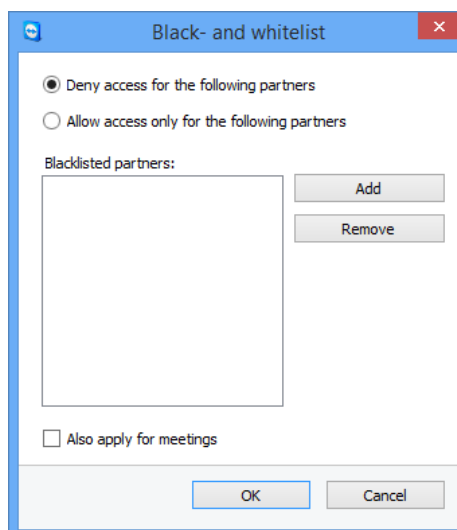 Black- and whitelist
Deny access for the following partners
Allow access only for the following partners
Blacklisted partners:
Add
Remove
Also apply for meetings
OK
Cancel